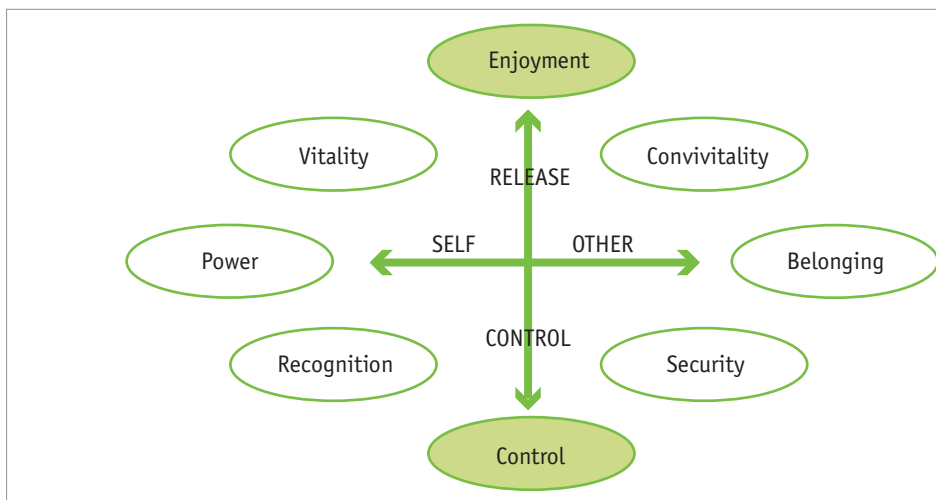 Enjoyment
Vitality
Convivitality
RELEASE
SELF
OTHER
Power
Belonging
CONTROL
Recognition
Security
Control